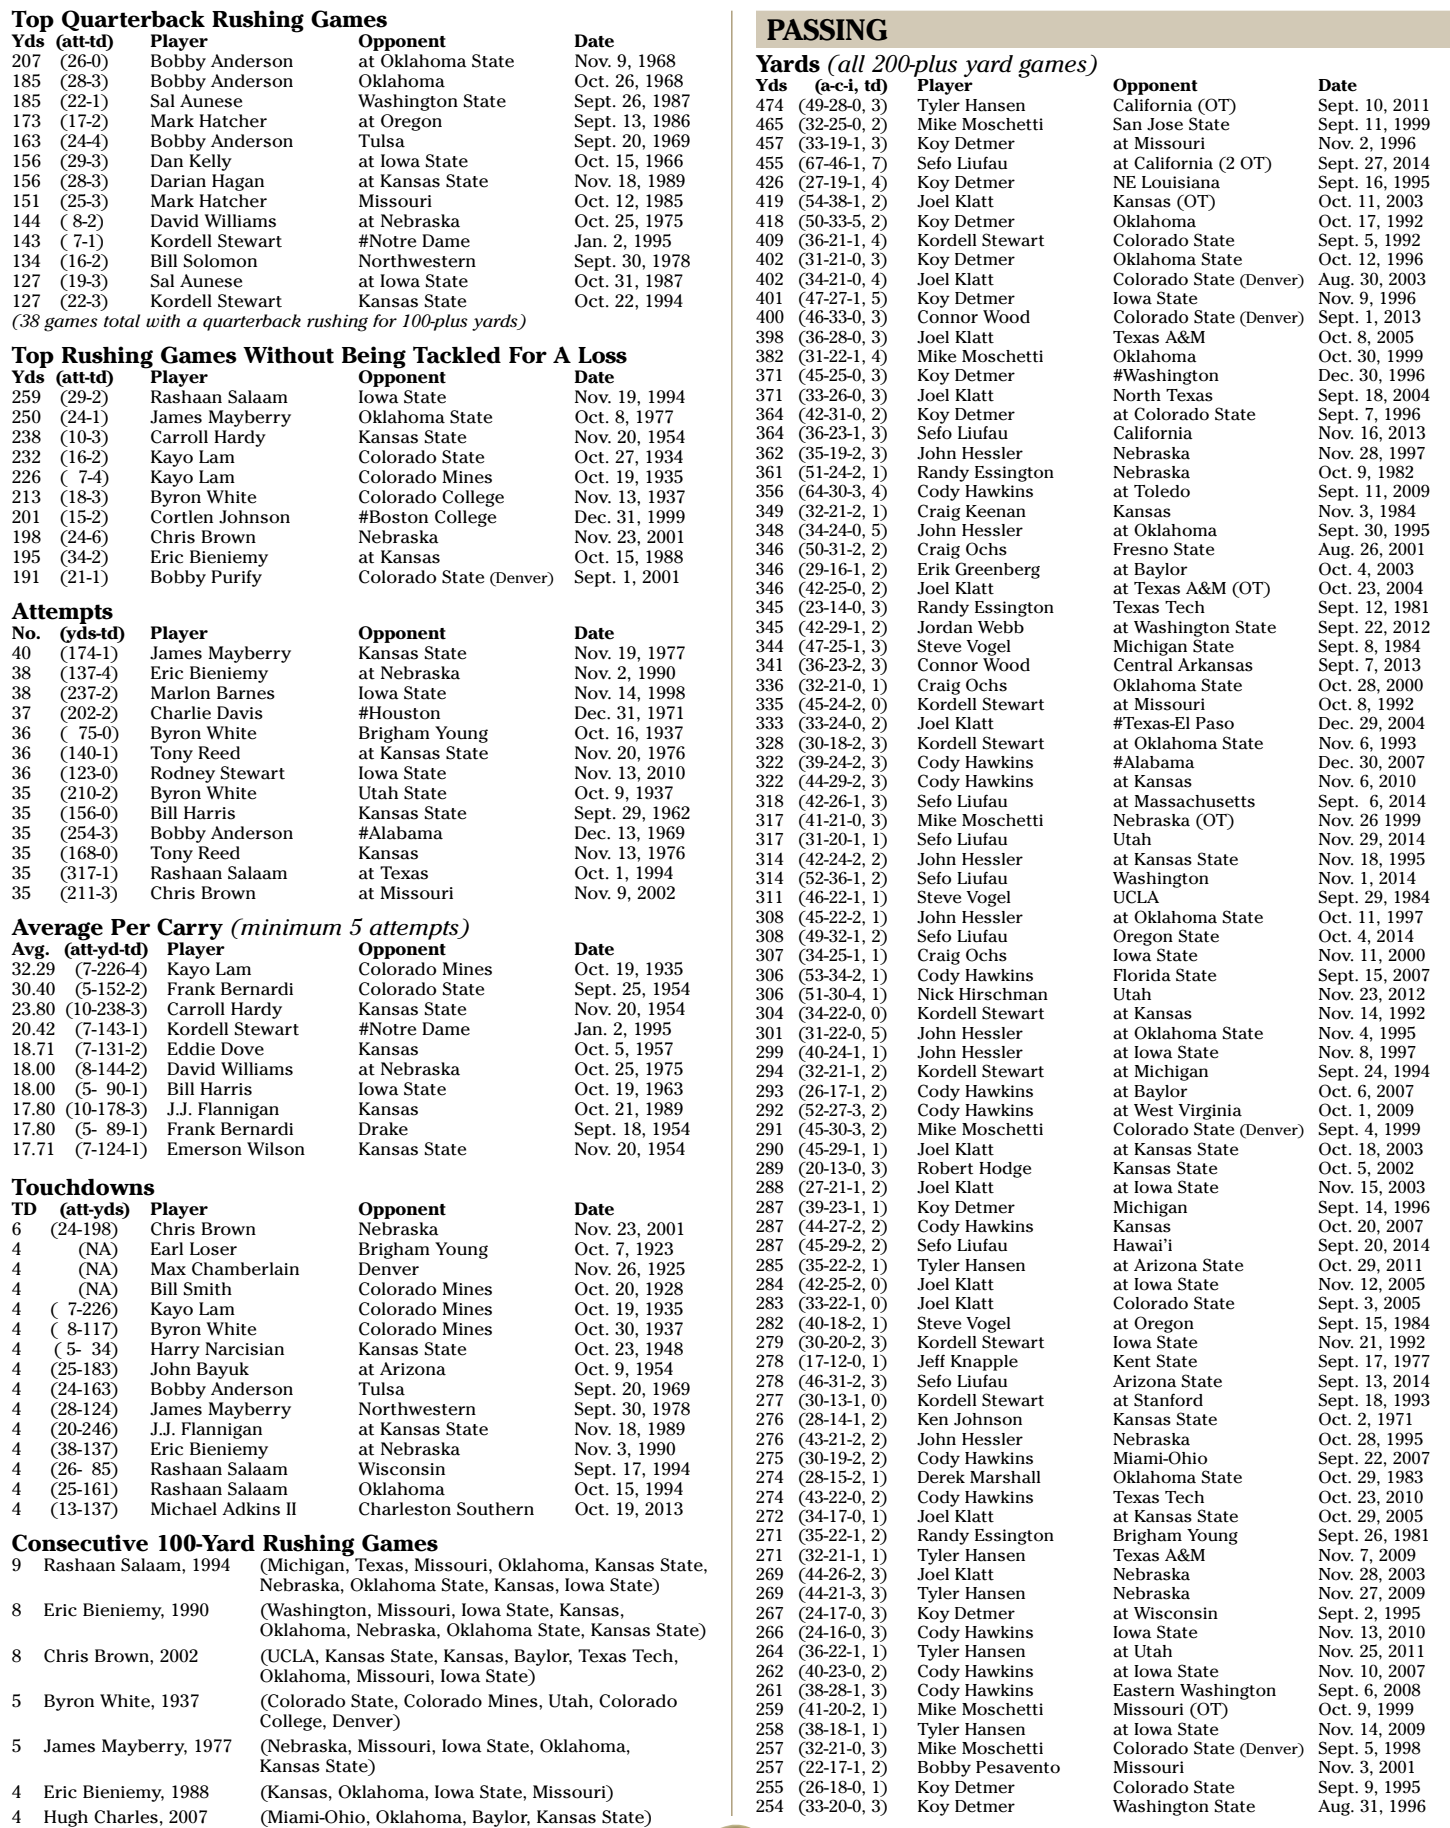 Top Quarterback Rushing Games
Yds (att-td) Player Opponent Date
207 (26-0) Bobby Anderson at Oklahoma State Nov. 9, 1968
185 (28-3) Bobby Anderson Oklahoma Oct. 26, 1968
185 (22-1) Sal Aunese Washington State Sept. 26, 1987
173 (17-2) Mark Hatcher at Oregon Sept. 13, 1986
163 (24-4) Bobby Anderson Tulsa Sept. 20, 1969
156 (29-3) Dan Kelly at Iowa State Oct. 15, 1966
156 (28-3) Darian Hagan at Kansas State Nov. 18, 1989
151 (25-3) Mark Hatcher Missouri Oct. 12, 1985
144 ( 8-2) David Williams at Nebraska Oct. 25, 1975
143 ( 7-1) Kordell Stewart #Notre Dame Jan. 2, 1995
134 (16-2) Bill Solomon Northwestern Sept. 30, 1978
127 (19-3) Sal Aunese at Iowa State Oct. 31, 1987
127 (22-3) Kordell Stewart Kansas State Oct. 22, 1994
(38 games total with a quarterback rushing for 100-plus yards)
Top Rushing Games Without Being Tackled For A Loss
Yds (att-td) Player Opponent Date
259 (29-2) Rashaan Salaam Iowa State Nov. 19, 1994
250 (24-1) James Mayberry Oklahoma State Oct. 8, 1977
238 (10-3) Carroll Hardy Kansas State Nov. 20, 1954
232 (16-2) Kayo Lam Colorado State Oct. 27, 1934
226 ( 7-4) Kayo Lam Colorado Mines Oct. 19, 1935
213 (18-3) Byron White Colorado College Nov. 13, 1937
201 (15-2) Cortlen Johnson #Boston College Dec. 31, 1999
198 (24-6) Chris Brown Nebraska Nov. 23, 2001
195 (34-2) Eric Bieniemy at Kansas Oct. 15, 1988
191 (21-1) Bobby Purify Colorado State (Denver) Sept. 1, 2001
Attempts
No. (yds-td) Player Opponent Date
40 (174-1) James Mayberry Kansas State Nov. 19, 1977
38 (137-4) Eric Bieniemy at Nebraska Nov. 2, 1990
38 (237-2) Marlon Barnes Iowa State Nov. 14, 1998
37 (202-2) Charlie Davis #Houston Dec. 31, 1971
36 ( 75-0) Byron White Brigham Young Oct. 16, 1937
36 (140-1) Tony Reed at Kansas State Nov. 20, 1976
36 (123-0) Rodney Stewart Iowa State Nov. 13, 2010
35 (210-2) Byron White Utah State Oct. 9, 1937
35 (156-0) Bill Harris Kansas State Sept. 29, 1962
35 (254-3) Bobby Anderson #Alabama Dec. 13, 1969
35 (168-0) Tony Reed Kansas Nov. 13, 1976
35 (317-1) Rashaan Salaam at Texas Oct. 1, 1994
35 (211-3) Chris Brown at Missouri Nov. 9, 2002
Average Per Carry (minimum 5 attempts)
Avg. (att-yd-td) Player Opponent Date
32.29 (7-226-4) Kayo Lam Colorado Mines Oct. 19, 1935
30.40 (5-152-2) Frank Bernardi Colorado State Sept. 25, 1954
23.80 (10-238-3) Carroll Hardy Kansas State Nov. 20, 1954
20.42 (7-143-1) Kordell Stewart #Notre Dame Jan. 2, 1995
18.71 (7-131-2) Eddie Dove Kansas Oct. 5, 1957
18.00 (8-144-2) David Williams at Nebraska Oct. 25, 1975
18.00 (5- 90-1) Bill Harris Iowa State Oct. 19, 1963
17.80 (10-178-3) J.J. Flannigan Kansas Oct. 21, 1989
17.80 (5- 89-1) Frank Bernardi Drake Sept. 18, 1954
17.71 (7-124-1) Emerson Wilson Kansas State Nov. 20, 1954
Touchdowns
TD (att-yds) Player Opponent Date
6 (24-198) Chris Brown Nebraska Nov. 23, 2001
4 (NA) Earl Loser Brigham Young Oct. 7, 1923
4 (NA) Max Chamberlain Denver Nov. 26, 1925
4 (NA) Bill Smith Colorado Mines Oct. 20, 1928
4 ( 7-226) Kayo Lam Colorado Mines Oct. 19, 1935
4 ( 8-117) Byron White Colorado Mines Oct. 30, 1937
4 ( 5- 34) Harry Narcisian Kansas State Oct. 23, 1948
4 (25-183) John Bayuk at Arizona Oct. 9, 1954
4 (24-163) Bobby Anderson Tulsa Sept. 20, 1969
4 (28-124) James Mayberry Northwestern Sept. 30, 1978
4 (20-246) J.J. Flannigan at Kansas State Nov. 18, 1989
4 (38-137) Eric Bieniemy at Nebraska Nov. 3, 1990
4 (26- 85) Rashaan Salaam Wisconsin Sept. 17, 1994
4 (25-161) Rashaan Salaam Oklahoma Oct. 15, 1994
4 (13-137) Michael Adkins II Charleston Southern Oct. 19, 2013
Consecutive 100-Yard Rushing Games
9 Rashaan Salaam, 1994 (Michigan, Texas, Missouri, Oklahoma, Kansas State,
Nebraska, Oklahoma State, Kansas, Iowa State)
8 Eric Bieniemy, 1990 (Washington, Missouri, Iowa State, Kansas,
Oklahoma, Nebraska, Oklahoma State, Kansas State)
8 Chris Brown, 2002 (UCLA, Kansas State, Kansas, Baylor, Texas Tech,
Oklahoma, Missouri, Iowa State)
5 Byron White, 1937 (Colorado State, Colorado Mines, Utah, Colorado
College, Denver)
5 James Mayberry, 1977 (Nebraska, Missouri, Iowa State, Oklahoma,
Kansas State)
4 Eric Bieniemy, 1988 (Kansas, Oklahoma, Iowa State, Missouri)
4 Hugh Charles, 2007 (Miami-Ohio, Oklahoma, Baylor, Kansas State)
PASSING
Yards (all 200-plus yard games)
Yds (a-c-i, td) Player Opponent Date
474 (49-28-0, 3) Tyler Hansen California (OT) Sept. 10, 2011
465 (32-25-0, 2) Mike Moschetti San Jose State Sept. 11, 1999
457 (33-19-1, 3) Koy Detmer at Missouri Nov. 2, 1996
455 (67-46-1, 7) Sefo Liufau at California (2 OT) Sept. 27, 2014
426 (27-19-1, 4) Koy Detmer NE Louisiana Sept. 16, 1995
419 (54-38-1, 2) Joel Klatt Kansas (OT) Oct. 11, 2003
418 (50-33-5, 2) Koy Detmer Oklahoma Oct. 17, 1992
409 (36-21-1, 4) Kordell Stewart Colorado State Sept. 5, 1992
402 (31-21-0, 3) Koy Detmer Oklahoma State Oct. 12, 1996
402 (34-21-0, 4) Joel Klatt Colorado State (Denver) Aug. 30, 2003
401 (47-27-1, 5) Koy Detmer Iowa State Nov. 9, 1996
400 (46-33-0, 3) Connor Wood Colorado State (Denver) Sept. 1, 2013
398 (36-28-0, 3) Joel Klatt Texas A&M Oct. 8, 2005
382 (31-22-1, 4) Mike Moschetti Oklahoma Oct. 30, 1999
371 (45-25-0, 3) Koy Detmer #Washington Dec. 30, 1996
371 (33-26-0, 3) Joel Klatt North Texas Sept. 18, 2004
364 (42-31-0, 2) Koy Detmer at Colorado State Sept. 7, 1996
364 (36-23-1, 3) Sefo Liufau California Nov. 16, 2013
362 (35-19-2, 3) John Hessler Nebraska Nov. 28, 1997
361 (51-24-2, 1) Randy Essington Nebraska Oct. 9, 1982
356 (64-30-3, 4) Cody Hawkins at Toledo Sept. 11, 2009
349 (32-21-2, 1) Craig Keenan Kansas Nov. 3, 1984
348 (34-24-0, 5) John Hessler at Oklahoma Sept. 30, 1995
346 (50-31-2, 2) Craig Ochs Fresno State Aug. 26, 2001
346 (29-16-1, 2) Erik Greenberg at Baylor Oct. 4, 2003
346 (42-25-0, 2) Joel Klatt at Texas A&M (OT) Oct. 23, 2004
345 (23-14-0, 3) Randy Essington Texas Tech Sept. 12, 1981
345 (42-29-1, 2) Jordan Webb at Washington State Sept. 22, 2012
344 (47-25-1, 3) Steve Vogel Michigan State Sept. 8, 1984
341 (36-23-2, 3) Connor Wood Central Arkansas Sept. 7, 2013
336 (32-21-0, 1) Craig Ochs Oklahoma State Oct. 28, 2000
335 (45-24-2, 0) Kordell Stewart at Missouri Oct. 8, 1992
333 (33-24-0, 2) Joel Klatt #Texas-El Paso Dec. 29, 2004
328 (30-18-2, 3) Kordell Stewart at Oklahoma State Nov. 6, 1993
322 (39-24-2, 3) Cody Hawkins #Alabama Dec. 30, 2007
322 (44-29-2, 3) Cody Hawkins at Kansas Nov. 6, 2010
318 (42-26-1, 3) Sefo Liufau at Massachusetts Sept. 6, 2014
317 (41-21-0, 3) Mike Moschetti Nebraska (OT) Nov. 26 1999
317 (31-20-1, 1) Sefo Liufau Utah Nov. 29, 2014
314 (42-24-2, 2) John Hessler at Kansas State Nov. 18, 1995
314 (52-36-1, 2) Sefo Liufau Washington Nov. 1, 2014
311 (46-22-1, 1) Steve Vogel UCLA Sept. 29, 1984
308 (45-22-2, 1) John Hessler at Oklahoma State Oct. 11, 1997
308 (49-32-1, 2) Sefo Liufau Oregon State Oct. 4, 2014
307 (34-25-1, 1) Craig Ochs Iowa State Nov. 11, 2000
306 (53-34-2, 1) Cody Hawkins Florida State Sept. 15, 2007
306 (51-30-4, 1) Nick Hirschman Utah Nov. 23, 2012
304 (34-22-0, 0) Kordell Stewart at Kansas Nov. 14, 1992
301 (31-22-0, 5) John Hessler at Oklahoma State Nov. 4, 1995
299 (40-24-1, 1) John Hessler at Iowa State Nov. 8, 1997
294 (32-21-1, 2) Kordell Stewart at Michigan Sept. 24, 1994
293 (26-17-1, 2) Cody Hawkins at Baylor Oct. 6, 2007
292 (52-27-3, 2) Cody Hawkins at West Virginia Oct. 1, 2009
291 (45-30-3, 2) Mike Moschetti Colorado State (Denver) Sept. 4, 1999
290 (45-29-1, 1) Joel Klatt at Kansas State Oct. 18, 2003
289 (20-13-0, 3) Robert Hodge Kansas State Oct. 5, 2002
288 (27-21-1, 2) Joel Klatt at Iowa State Nov. 15, 2003
287 (39-23-1, 1) Koy Detmer Michigan Sept. 14, 1996
287 (44-27-2, 2) Cody Hawkins Kansas Oct. 20, 2007
287 (45-29-2, 2) Sefo Liufau Hawai'i Sept. 20, 2014
285 (35-22-2, 1) Tyler Hansen at Arizona State Oct. 29, 2011
284 (42-25-2, 0) Joel Klatt at Iowa State Nov. 12, 2005
283 (33-22-1, 0) Joel Klatt Colorado State Sept. 3, 2005
282 (40-18-2, 1) Steve Vogel at Oregon Sept. 15, 1984
279 (30-20-2, 3) Kordell Stewart Iowa State Nov. 21, 1992
278 (17-12-0, 1) Jeff Knapple Kent State Sept. 17, 1977
278 (46-31-2, 3) Sefo Liufau Arizona State Sept. 13, 2014
277 (30-13-1, 0) Kordell Stewart at Stanford Sept. 18, 1993
276 (28-14-1, 2) Ken Johnson Kansas State Oct. 2, 1971
276 (43-21-2, 2) John Hessler Nebraska Oct. 28, 1995
275 (30-19-2, 2) Cody Hawkins Miami-Ohio Sept. 22, 2007
274 (28-15-2, 1) Derek Marshall Oklahoma State Oct. 29, 1983
274 (43-22-0, 2) Cody Hawkins Texas Tech Oct. 23, 2010
272 (34-17-0, 1) Joel Klatt at Kansas State Oct. 29, 2005
271 (35-22-1, 2) Randy Essington Brigham Young Sept. 26, 1981
271 (32-21-1, 1) Tyler Hansen Texas A&M Nov. 7, 2009
269 (44-26-2, 3) Joel Klatt Nebraska Nov. 28, 2003
269 (44-21-3, 3) Tyler Hansen Nebraska Nov. 27, 2009
267 (24-17-0, 3) Koy Detmer at Wisconsin Sept. 2, 1995
266 (24-16-0, 3) Cody Hawkins Iowa State Nov. 13, 2010
264 (36-22-1, 1) Tyler Hansen at Utah Nov. 25, 2011
262 (40-23-0, 2) Cody Hawkins at Iowa State Nov. 10, 2007
261 (38-28-1, 3) Cody Hawkins Eastern Washington Sept. 6, 2008
259 (41-20-2, 1) Mike Moschetti Missouri (OT) Oct. 9, 1999
258 (38-18-1, 1) Tyler Hansen at Iowa State Nov. 14, 2009
257 (32-21-0, 3) Mike Moschetti Colorado State (Denver) Sept. 5, 1998
257 (22-17-1, 2) Bobby Pesavento Missouri Nov. 3, 2001
255 (26-18-0, 1) Koy Detmer Colorado State Sept. 9, 1995
254 (33-20-0, 3) Koy Detmer Washington State Aug. 31, 1996